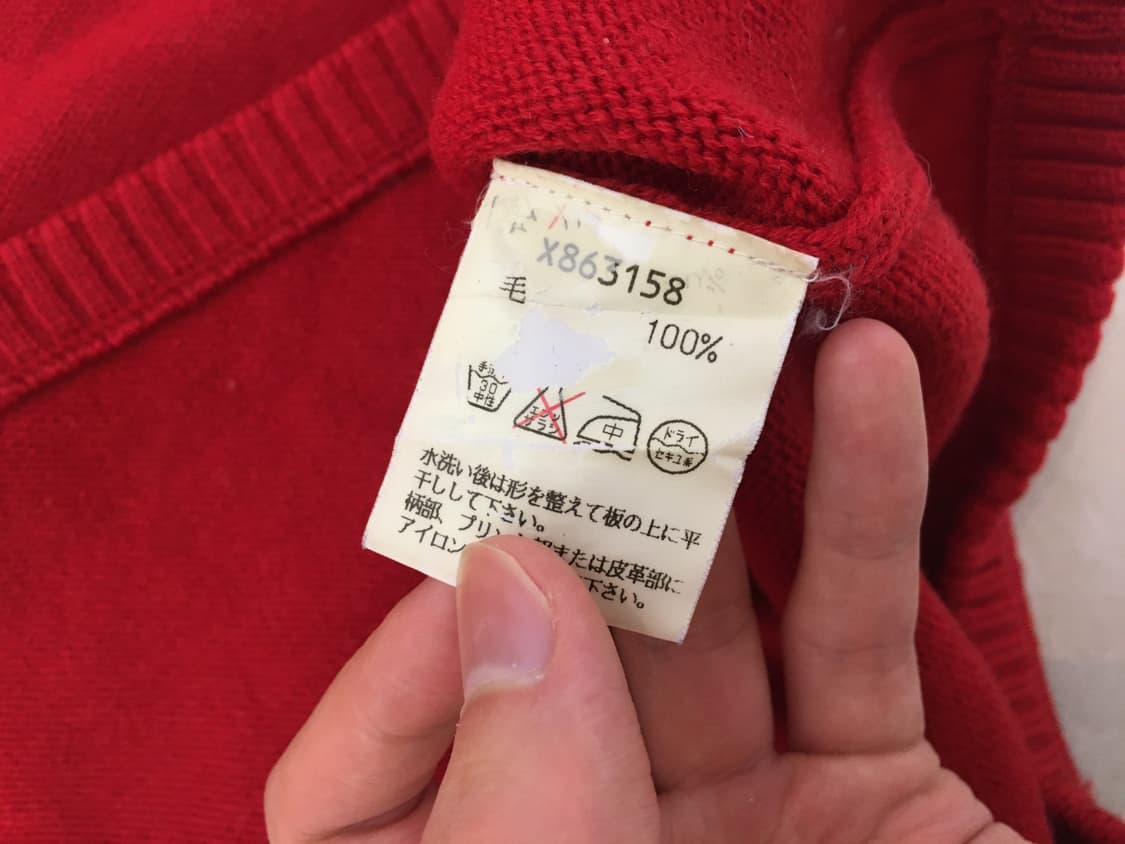 X863158
毛
100%
手洗 30 中性
エンソ サラシ
中
ドライ セキユ系
水洗い後は形を整えて板の上に平
干しして下さい。
柄部、プリント部または皮革部に
アイロン
下さい。